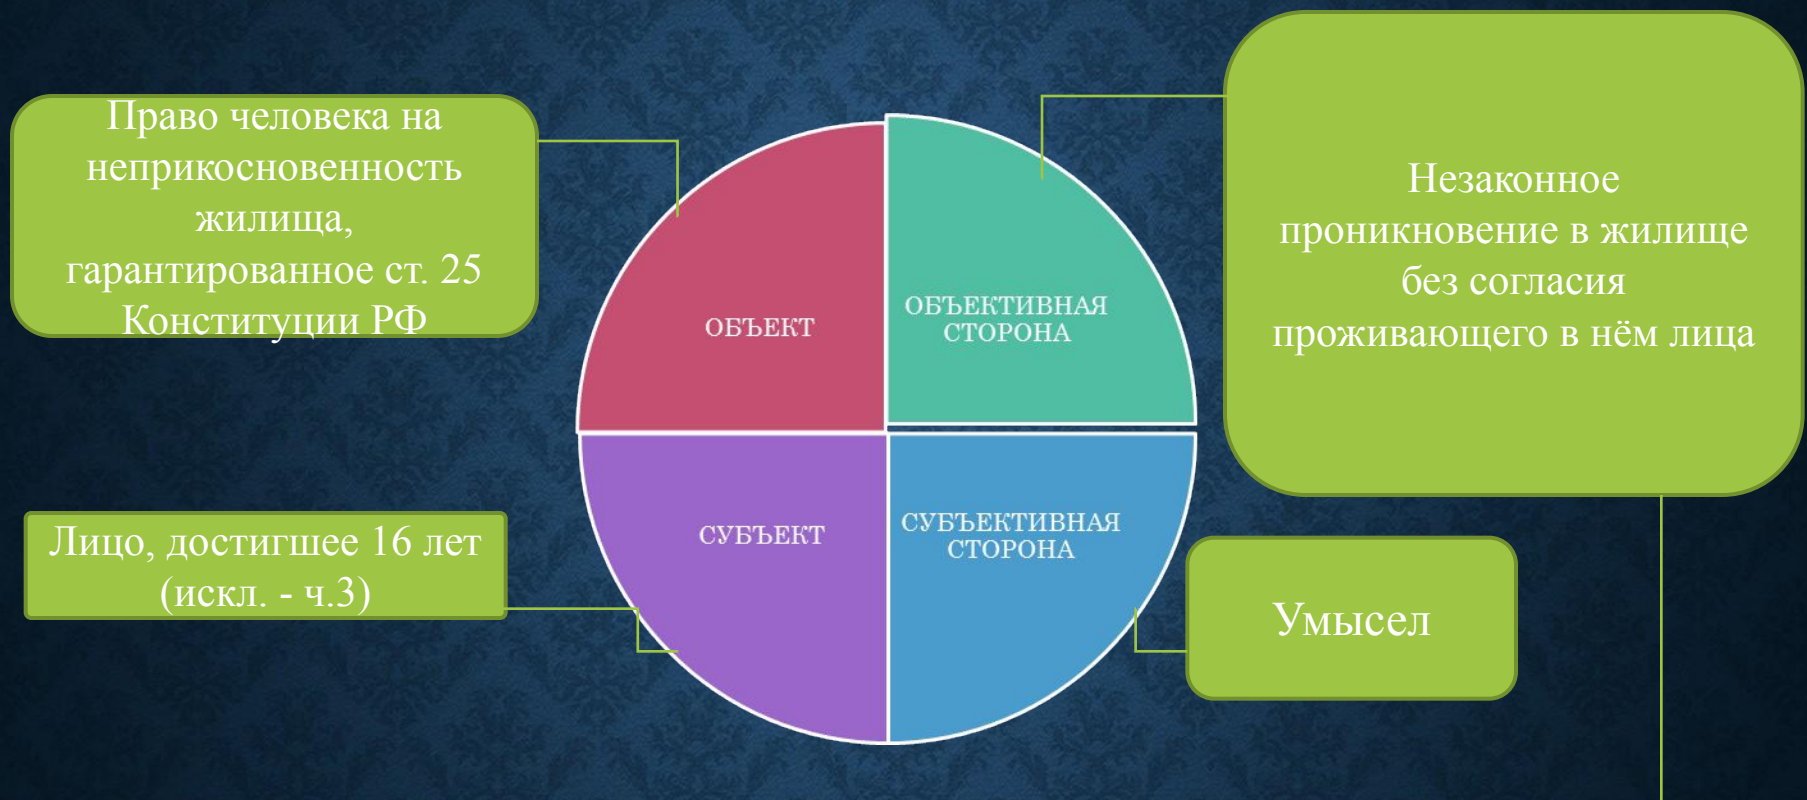 Право человека на
неприкосновенность
жилища,
гарантированное ст. 25
Конституции РФ
ОБЪЕКТ
ОБЪЕКТИВНАЯ
СТОРОНА
Незаконное
проникновение в жилище
без согласия
проживающего в нём лица
Лицо, достигшее 16 лет
(искл. - ч.3)
СУБЪЕКТ
СУБЪЕКТИВНАЯ
СТОРОНА
Умысел